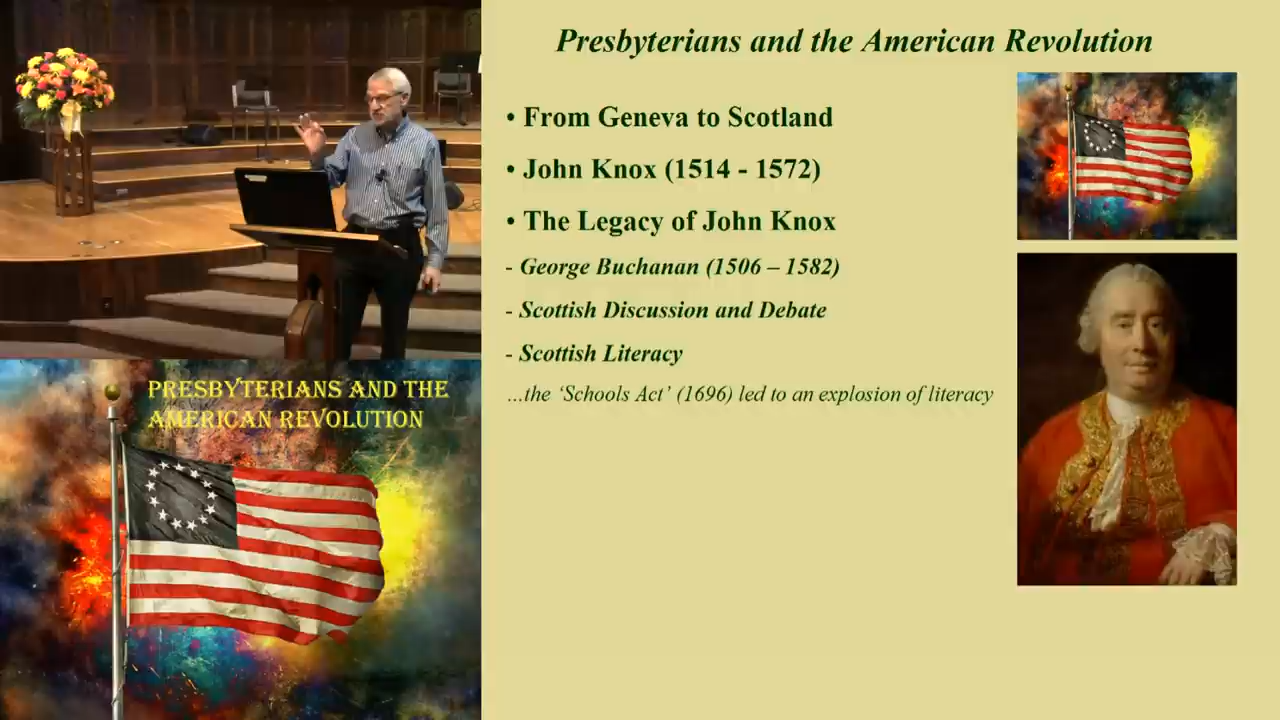 Presbyterians and the American Revolution
• From Geneva to Scotland
• John Knox (1514 - 1572)
• The Legacy of John Knox
- George Buchanan (1506 – 1582)
- Scottish Discussion and Debate
- Scottish Literacy
...the ‘Schools Act’ (1696) led to an explosion of literacy
PRESBYTERIANS AND THE
AMERICAN REVOLUTION